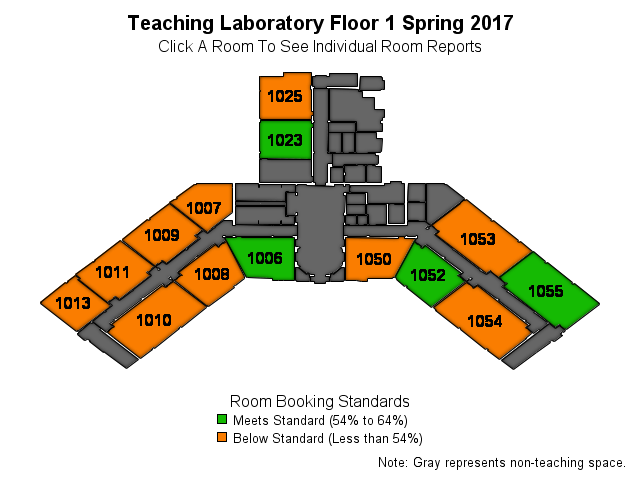 Teaching Laboratory Floor 1 Spring 2017
Click A Room To See Individual Room Reports
1025
1023
1007
1009
1011
1013
1006
1008
1010
1050
1052
1053
1054
1055
Room Booking Standards
Meets Standard (54% to 64%)
Below Standard (Less than 54%)
Note: Gray represents non-teaching space.